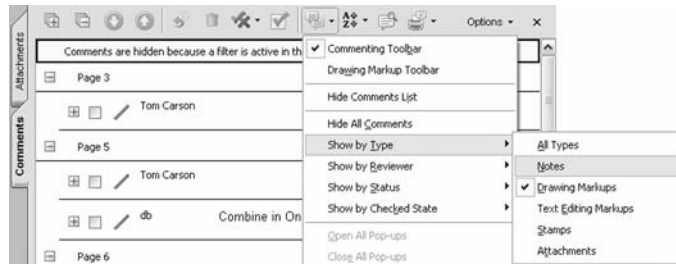 Options
Attachments
Comments
Comments are hidden because a filter is active in th
Page 3
Tom Carson
Page 5
Tom Carson
db Combine in On
Page 6
Commenting Toolbar
Drawing Markup Toolbar
Hide Comments List
Hide All Comments
Show by Type
Show by Reviewer
Show by Status
Show by Checked State
Open All Pop-ups
Close All Pop-ups
All Types
Notes
Drawing Markups
Text Editing Markups
Stamps
Attachments